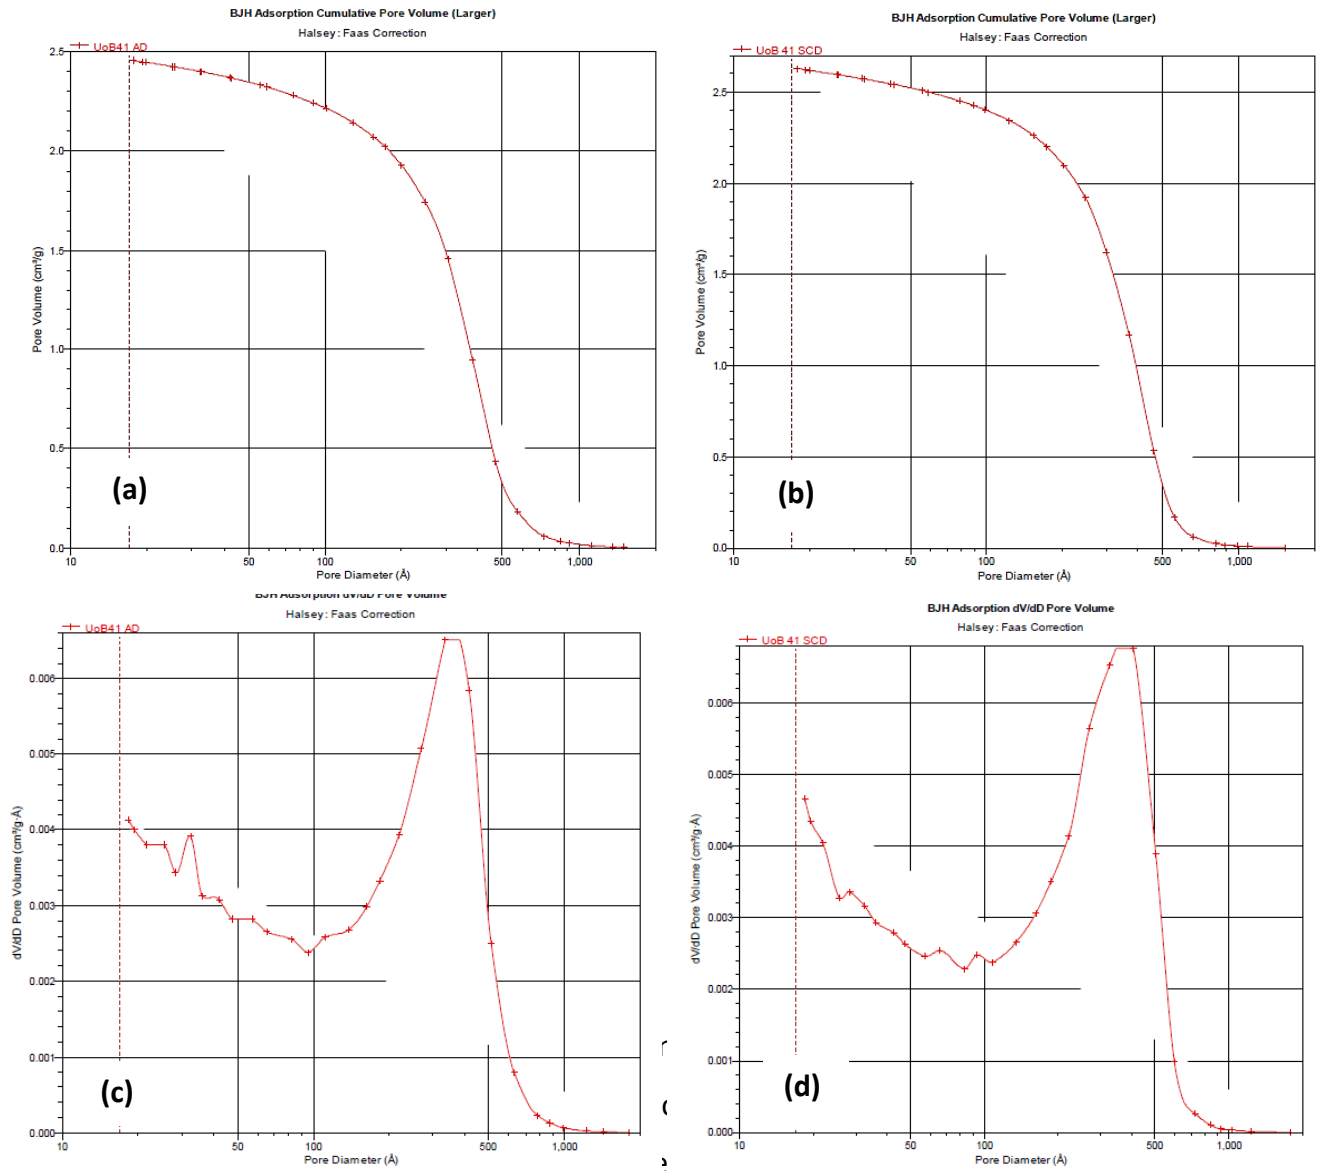 BJH Adsorption Cumulative Pore Volume (Larger)
Halsey : Faas Correction
UoB41 AD
2.5
2.0
1.5
1.0
0.5
0.0
Pore Volume (cm³/g)
(a)
10
50
100
500
1,000
Pore Diameter (Å)
BJH Adsorption Cumulative Pore Volume (Larger)
Halsey : Faas Correction
UoB 41 SCD
2.5
2.0
1.5
1.0
0.5
0.0
Pore Volume (cm³/g)
(b)
10
50
100
500
1,000
Pore Diameter (Å)
BJH Adsorption dV/dD Pore Volume
Halsey : Faas Correction
UoB41 AD
0.006
0.005
0.004
0.003
0.002
0.001
0.000
dV/dD Pore Volume (cm³/g·Å)
(c)
10
50
100
500
1,000
Pore Diameter (Å)
BJH Adsorption dV/dD Pore Volume
Halsey : Faas Correction
UoB 41 SCD
0.006
0.005
0.004
0.003
0.002
0.001
0.000
dV/dD Pore Volume (cm³/g·Å)
(d)
10
50
100
500
1,000
Pore Diameter (Å)